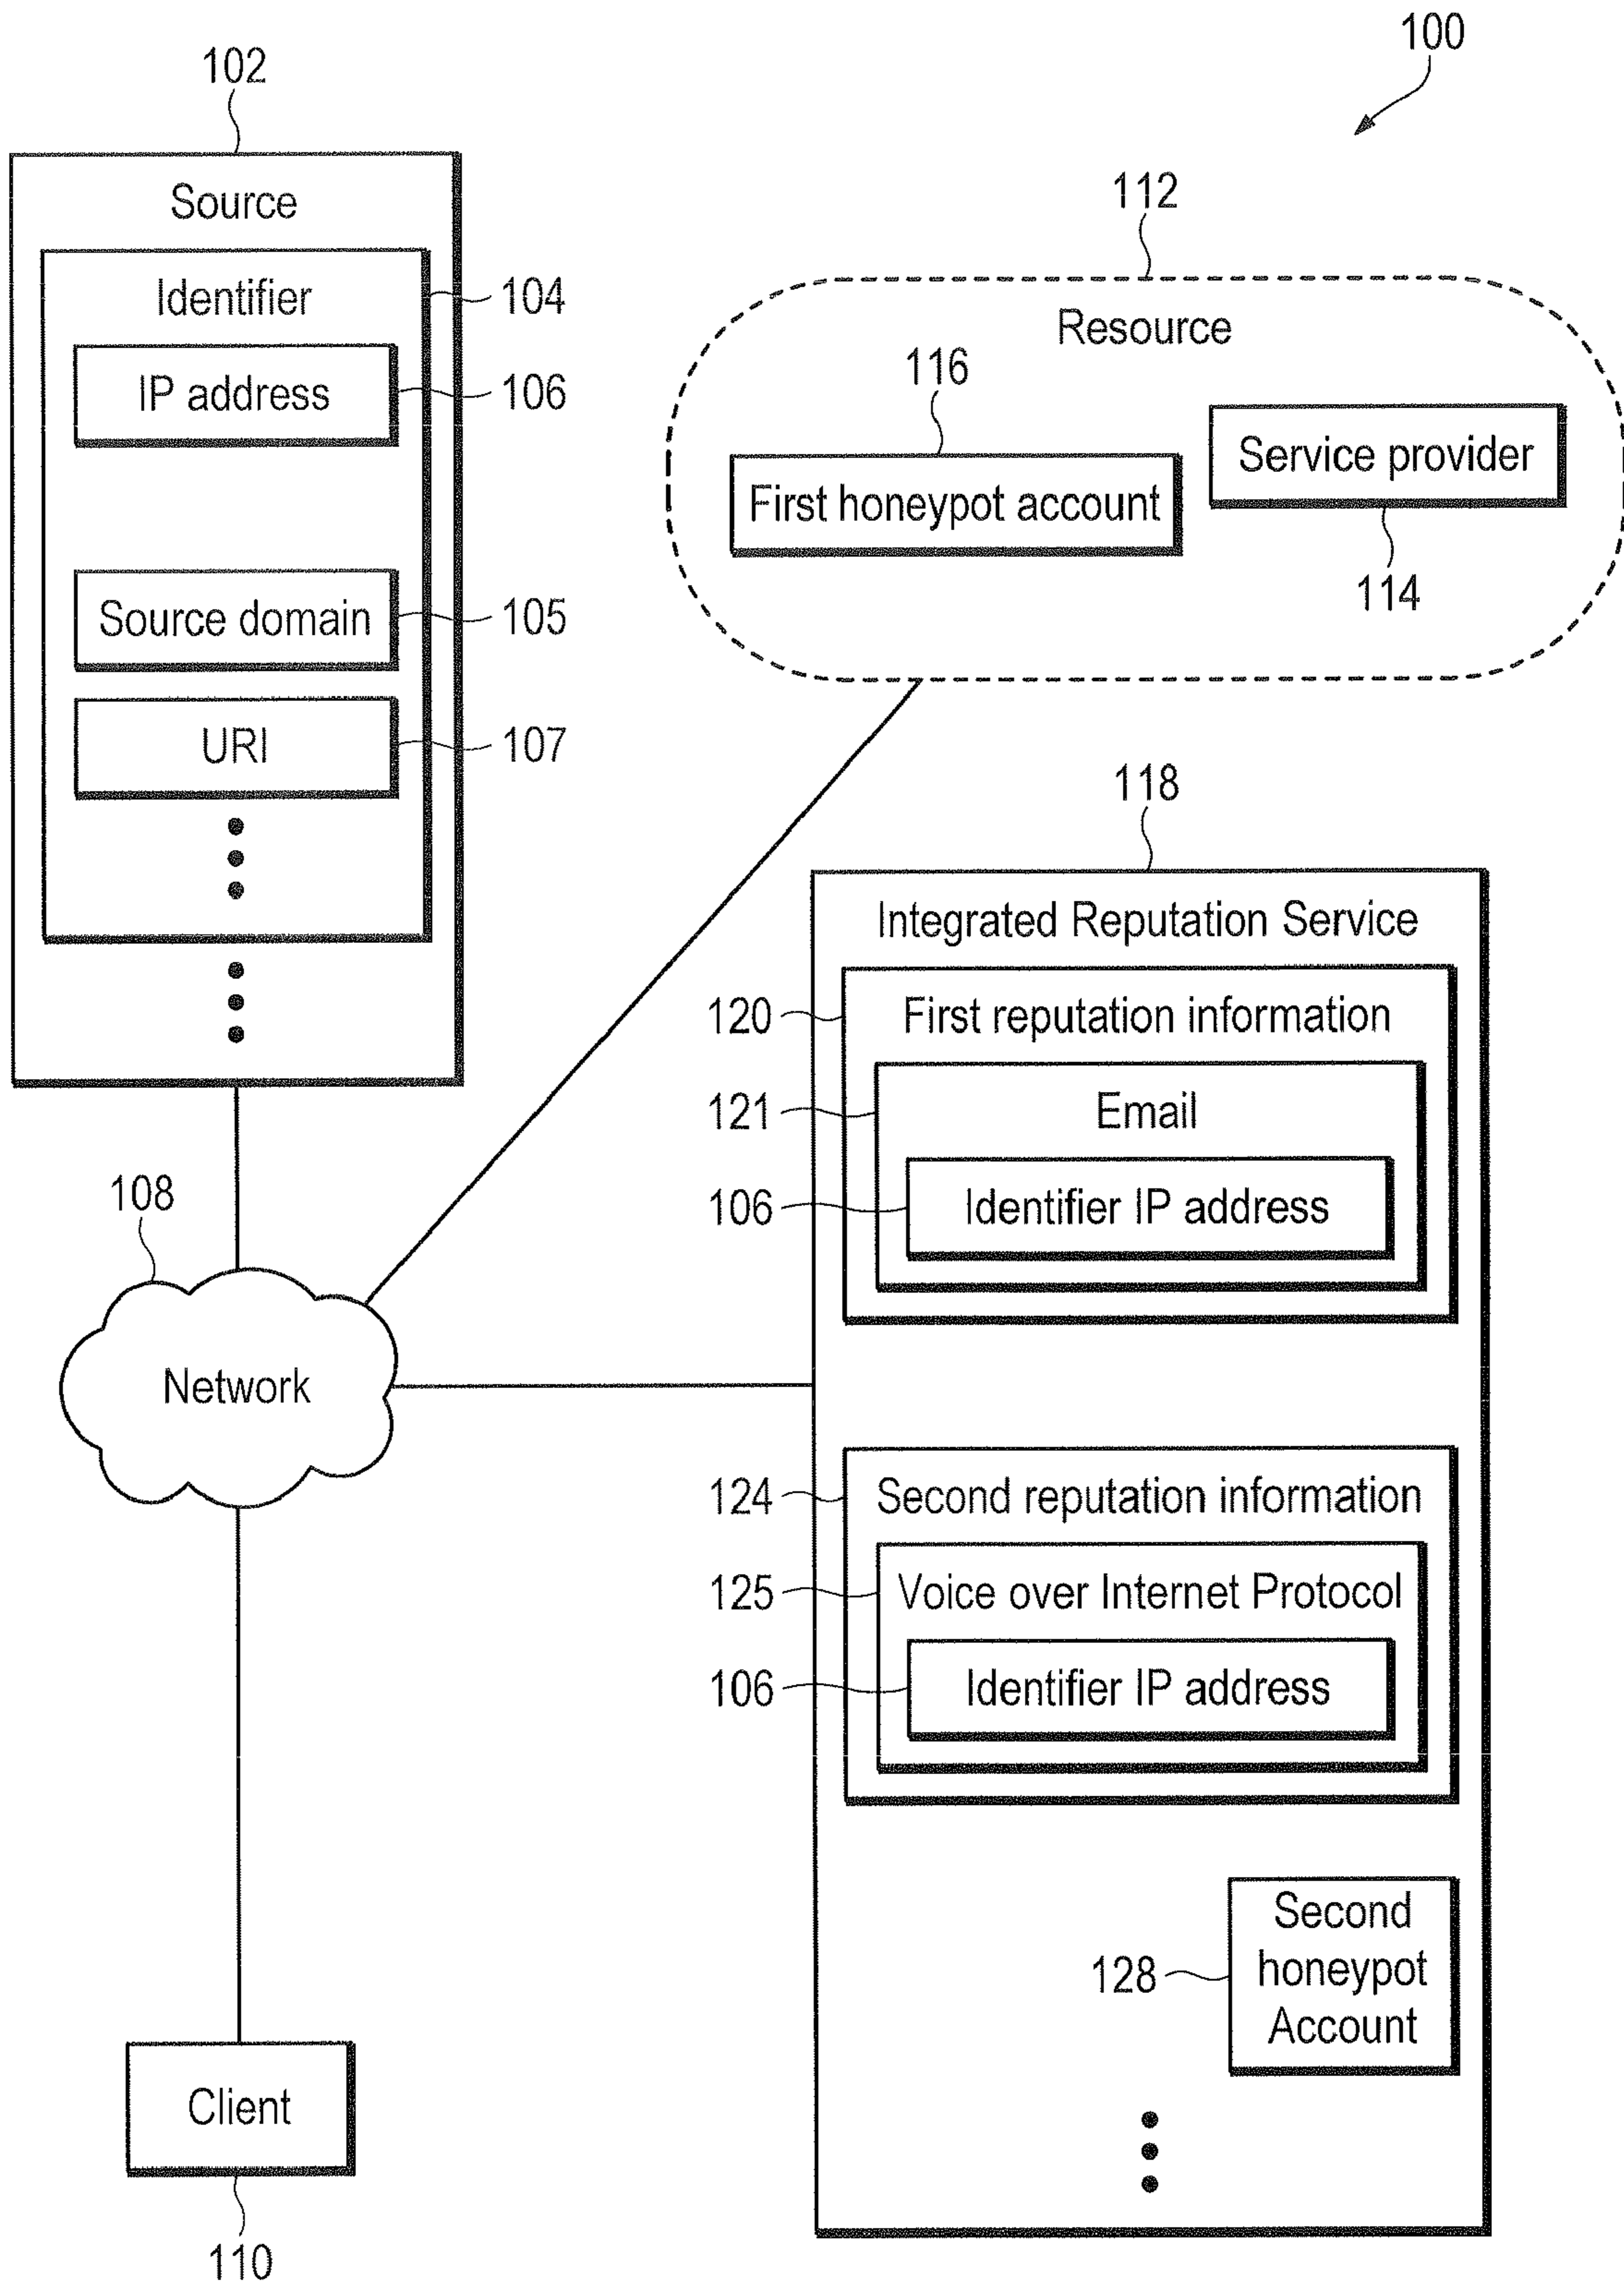 100
102
Source
Identifier
104
IP address
106
Source domain
105
URI
107
112
Resource
116
First honeypot account
Service provider
114
118
Integrated Reputation Service
120
First reputation information
121
Email
106
Identifier IP address
108
Network
124
Second reputation information
125
Voice over Internet Protocol
106
Identifier IP address
128
Second
honeypot
Account
Client
110